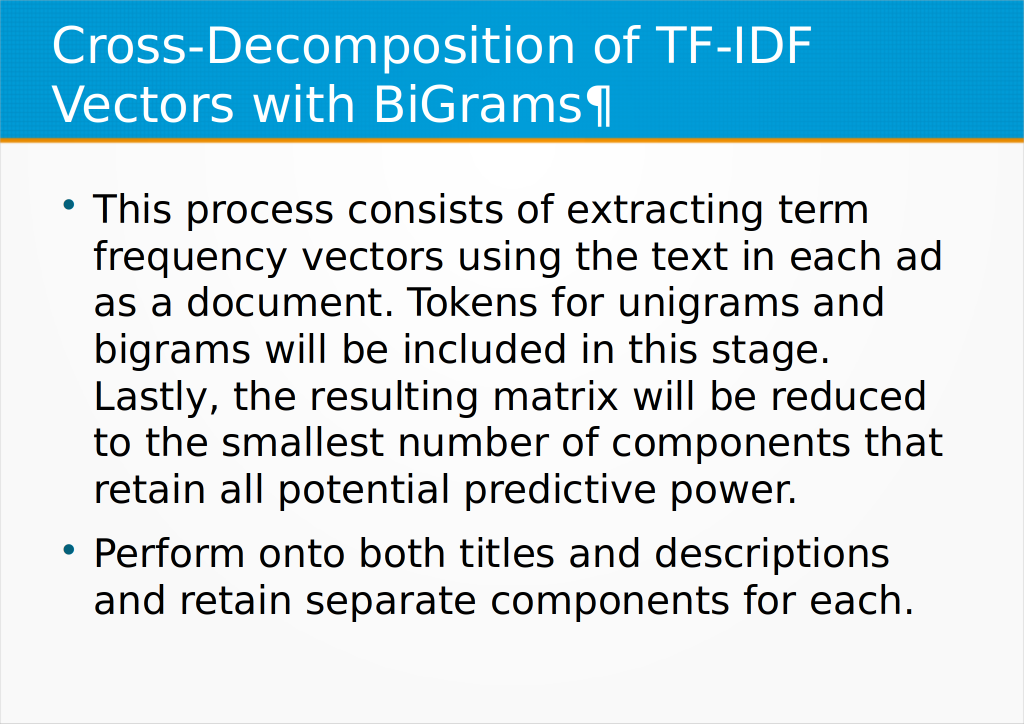 Cross-Decomposition of TF-IDF
Vectors with BiGrams¶
• This process consists of extracting term
frequency vectors using the text in each ad
as a document. Tokens for unigrams and
bigrams will be included in this stage.
Lastly, the resulting matrix will be reduced
to the smallest number of components that
retain all potential predictive power.
• Perform onto both titles and descriptions
and retain separate components for each.